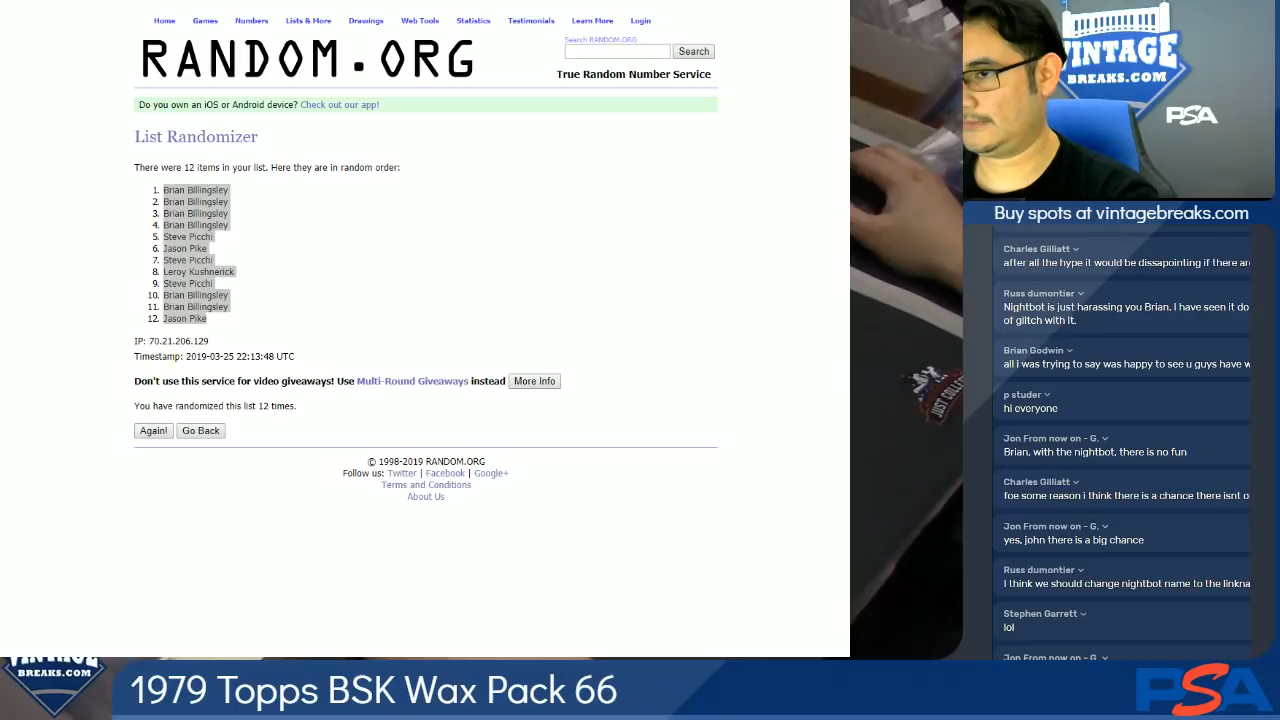 Home Games Numbers Lists & More Drawings Web Tools Statistics Testimonials Learn More Login
RANDOM.ORG
Search RANDOM.ORG
Search
True Random Number Service
Do you own an iOS or Android device? Check out our app!
List Randomizer
There were 12 items in your list. Here they are in random order:
1. Brian Billingsley
2. Brian Billingsley
3. Brian Billingsley
4. Brian Billingsley
5. Steve Picchi
6. Jason Pike
7. Steve Picchi
8. Leroy Kushnerick
9. Steve Picchi
10. Brian Billingsley
11. Brian Billingsley
12. Jason Pike
IP: 70.21.206.129
Timestamp: 2019-03-25 22:13:48 UTC
Don't use this service for video giveaways! Use Multi-Round Giveaways instead More Info
You have randomized this list 12 times.
Again! Go Back
© 1998-2019 RANDOM.ORG
Follow us: Twitter | Facebook | Google+
Terms and Conditions
About Us
JUST COLLECT
VINTAGE
BREAKS.COM
PSA
Buy spots at vintagebreaks.com
Charles Gilliatt
after all the hype it would be dissapointing if there are
Russ dumontier
Nightbot is just harassing you Brian. I have seen it do
of glitch with it.
Brian Godwin
all i was trying to say was happy to see u guys have w
p studer
hi everyone
Jon From now on - G.
Brian, with the nightbot, there is no fun
Charles Gilliatt
foe some reason i think there is a chance there isnt o
Jon From now on - G.
yes, john there is a big chance
Russ dumontier
I think we should change nightbot name to the linkna
Stephen Garrett
lol
Jon From now on - G.
VINTAGE
BREAKS.COM
1979 Topps BSK Wax Pack 66
PSA